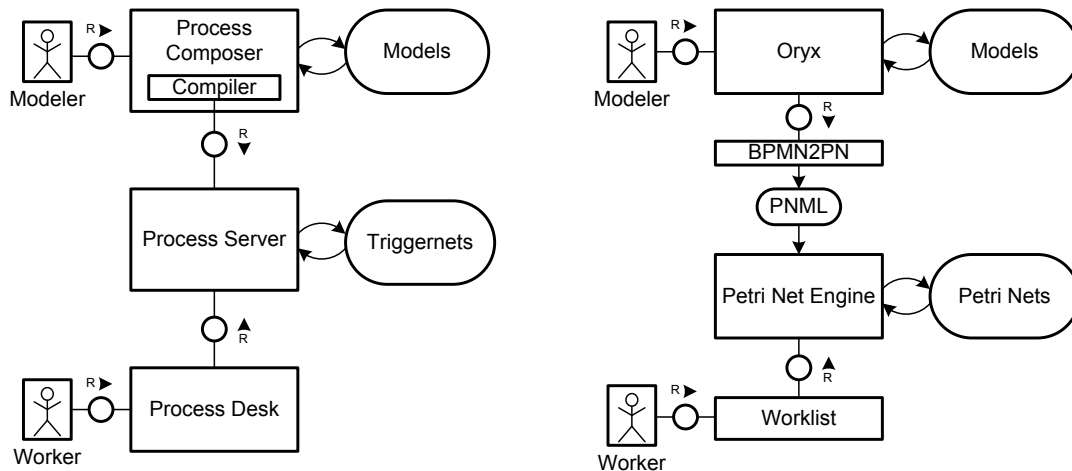 R
Process
Composer
Compiler
Models
Modeler
R
Process Server
Triggernets
R
R
Process Desk
Worker
R
Oryx
Models
Modeler
R
BPMN2PN
PNML
Petri Net Engine
Petri Nets
R
R
Worklist
Worker